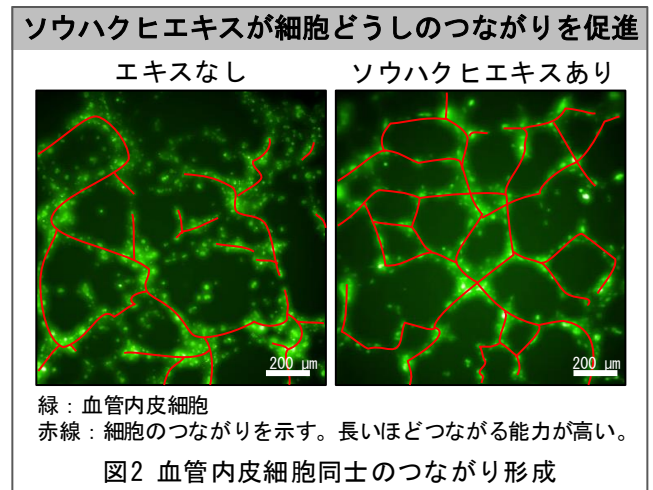 ソウハクヒエキスが細胞どうしのつながりを促進
エキスなし
ソウハクヒエキスあり
200 μm
200 μm
緑：血管内皮細胞
赤線：細胞のつながりを示す。長いほどつながる能力が高い。
図2 血管内皮細胞同士のつながり形成